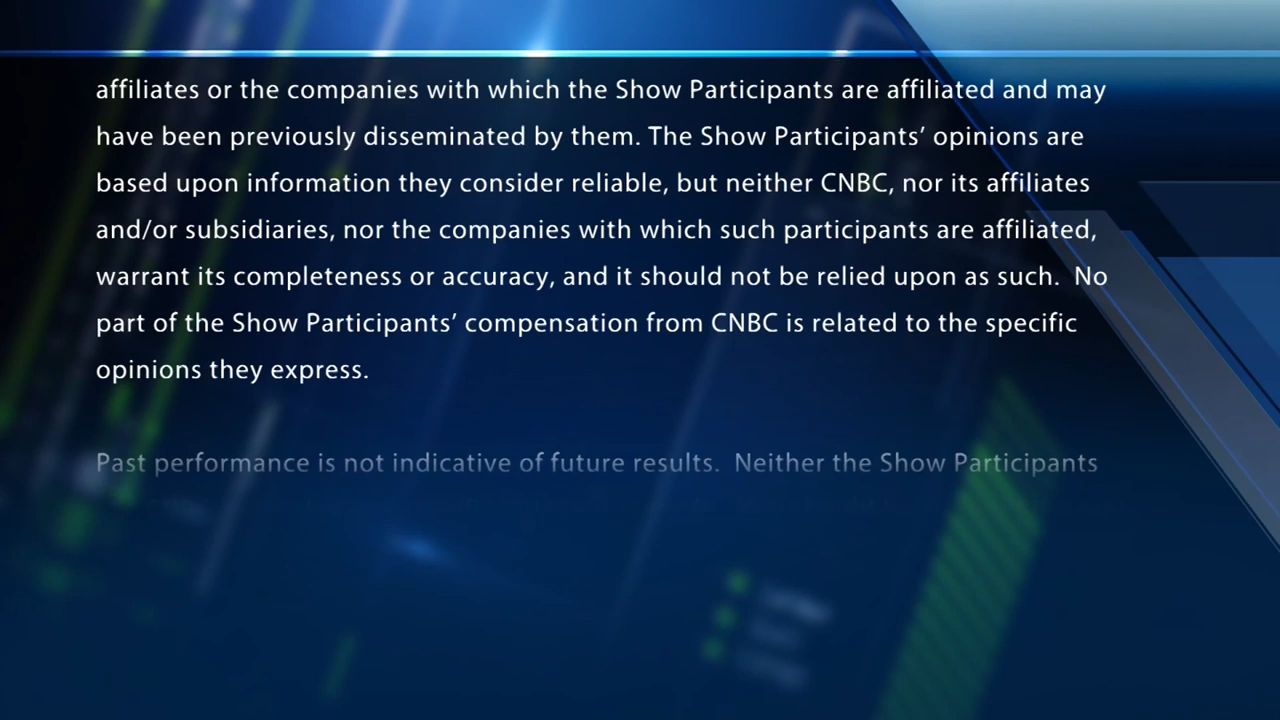 affiliates or the companies with which the Show Participants are affiliated and may
have been previously disseminated by them. The Show Participants’ opinions are
based upon information they consider reliable, but neither CNBC, nor its affiliates
and/or subsidiaries, nor the companies with which such participants are affiliated,
warrant its completeness or accuracy, and it should not be relied upon as such.  No
part of the Show Participants’ compensation from CNBC is related to the specific
opinions they express.
Past performance is not indicative of future results.  Neither the Show Participants